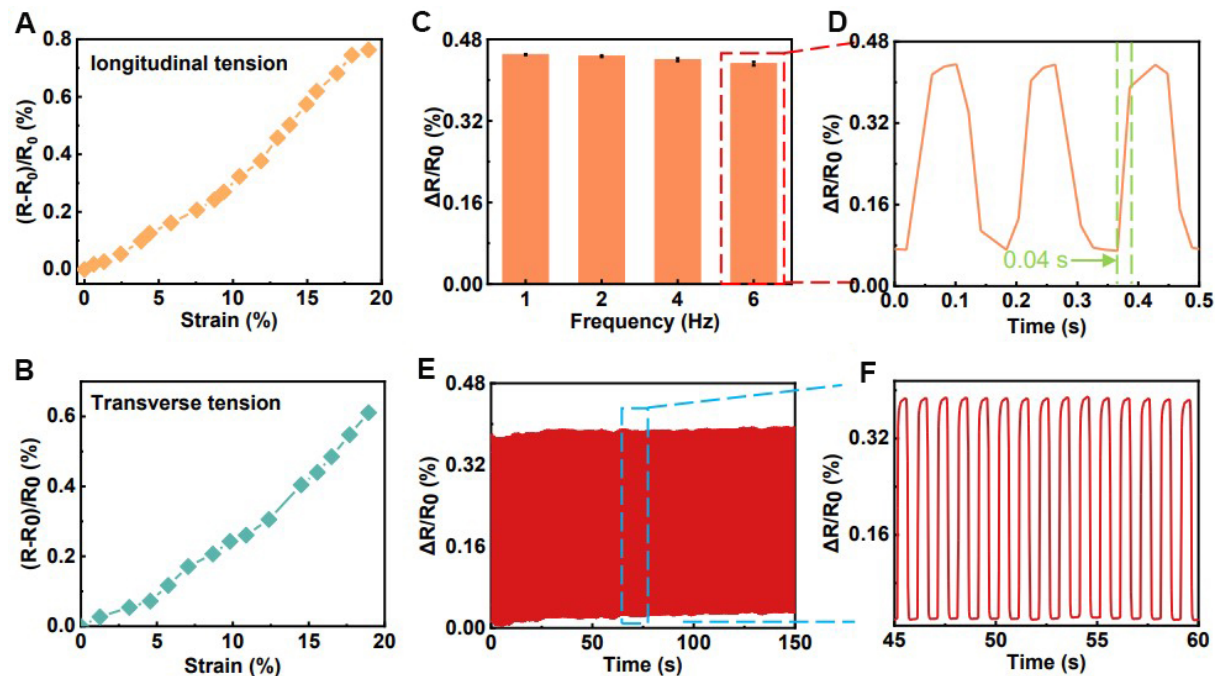 A
longitudinal tension
(R-R₀)/R₀ (%)
0.8
0.6
0.4
0.2
0.0
0 5 10 15 20
Strain (%)
C
ΔR/R₀ (%)
0.48
0.32
0.16
0.00
1 2 4 6
Frequency (Hz)
D
ΔR/R₀ (%)
0.48
0.32
0.16
0.00
0.04 s
0.0 0.1 0.2 0.3 0.4 0.5
Time (s)
B
Transverse tension
(R-R₀)/R₀ (%)
0.6
0.4
0.2
0.0
0 5 10 15 20
Strain (%)
E
ΔR/R₀ (%)
0.48
0.32
0.16
0.00
0 50 100 150
Time (s)
F
ΔR/R₀ (%)
0.32
0.16
45 50 55 60
Time (s)